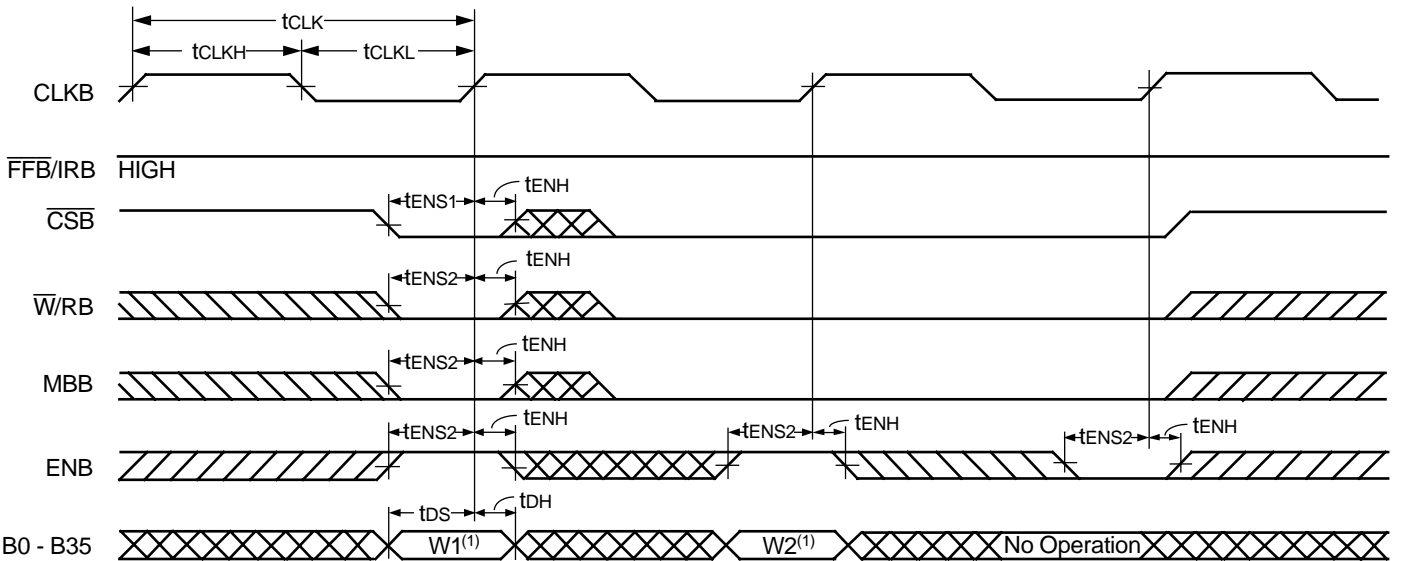 tCLK
tCLKH tCLKL
CLKB
FFB/IRB HIGH
tENS1 tENH
CSB
tENS2 tENH
W/RB
tENS2 tENH
MBB
tENS2 tENH tENS2 tENH tENS2 tENH
ENB
tDS tDH
B0 - B35 W1(1) W2(1) No Operation